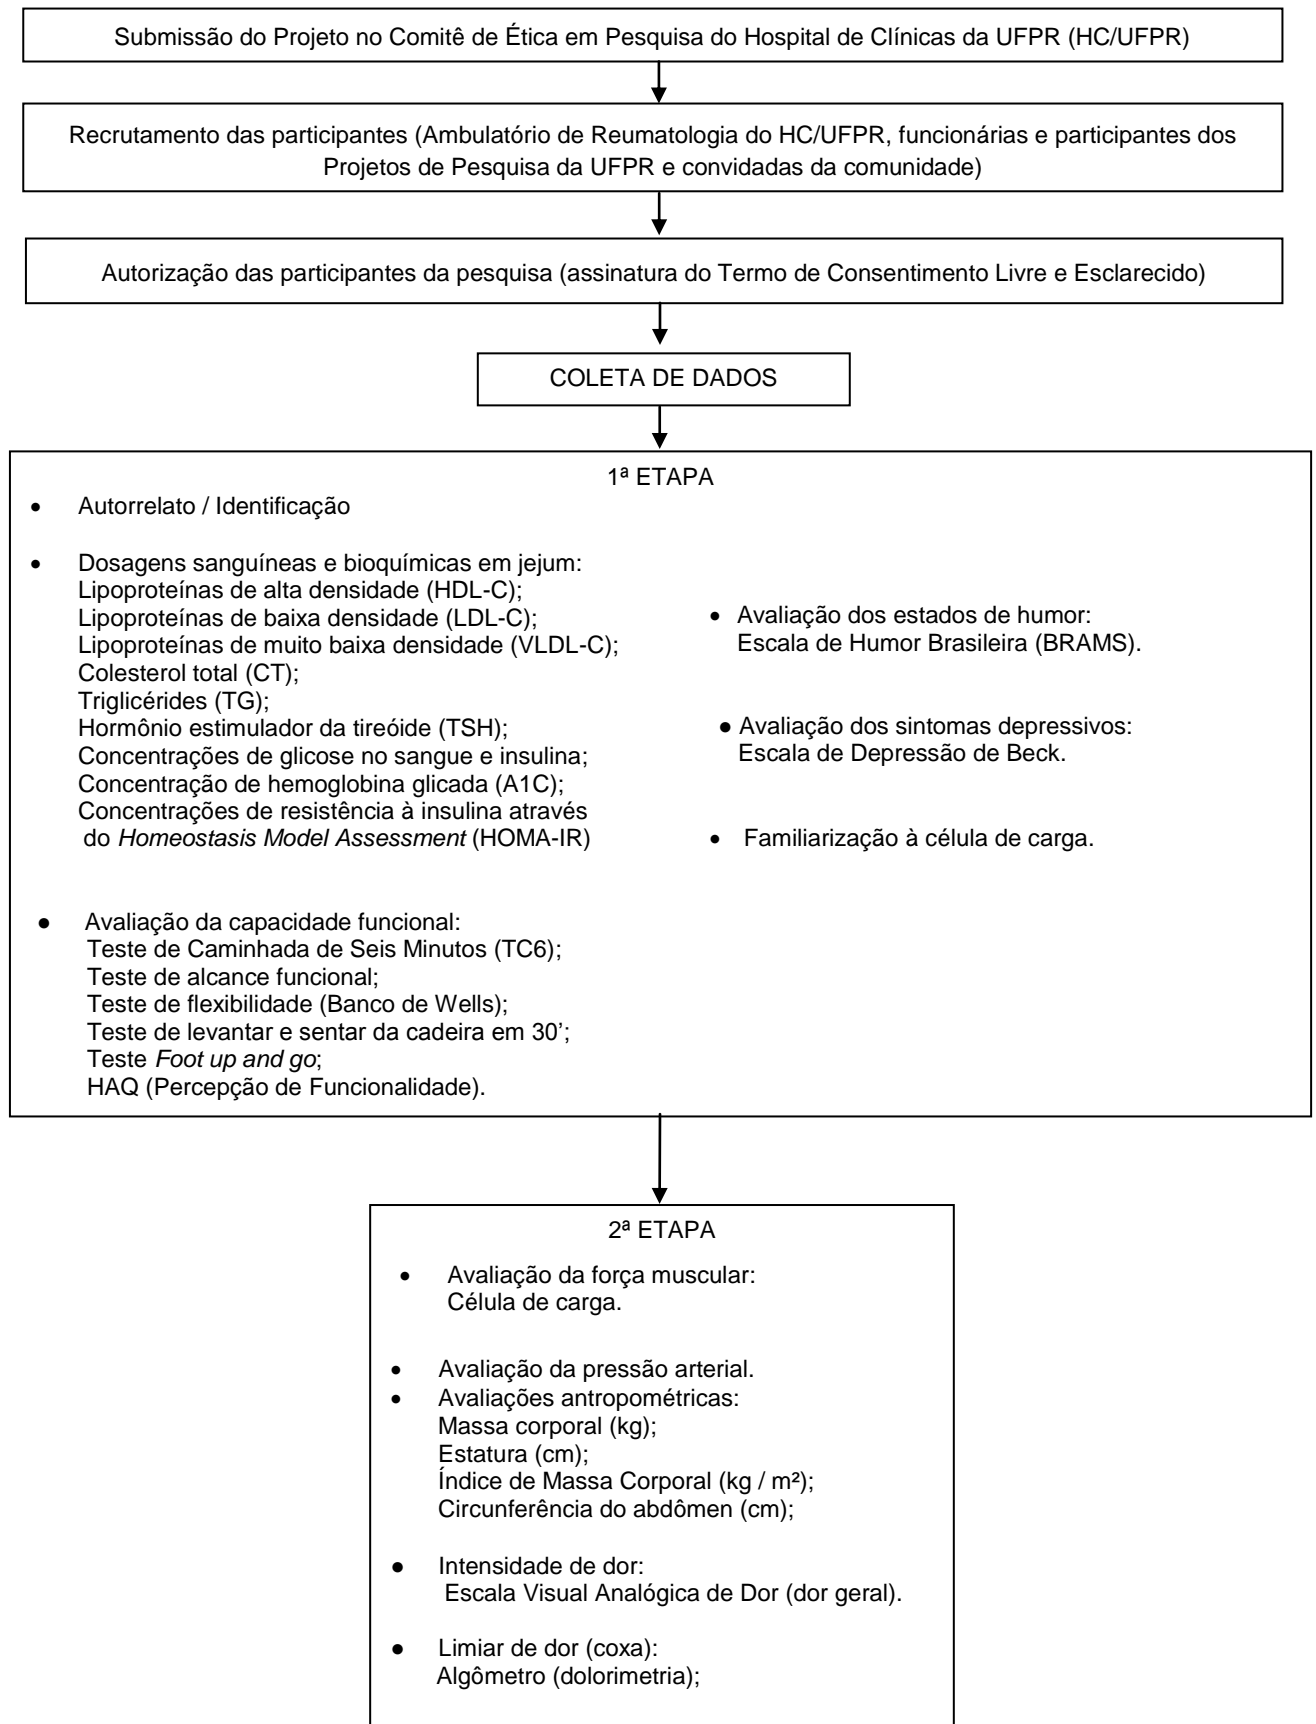 Submissão do Projeto no Comitê de Ética em Pesquisa do Hospital de Clínicas da UFPR (HC/UFPR)
Recrutamento das participantes (Ambulatório de Reumatologia do HC/UFPR, funcionárias e participantes dos
Projetos de Pesquisa da UFPR e convidadas da comunidade)
Autorização das participantes da pesquisa (assinatura do Termo de Consentimento Livre e Esclarecido)
COLETA DE DADOS
1ª ETAPA
• Autorrelato / Identificação
• Dosagens sanguíneas e bioquímicas em jejum:
Lipoproteínas de alta densidade (HDL-C);
Lipoproteínas de baixa densidade (LDL-C);
Lipoproteínas de muito baixa densidade (VLDL-C);
Colesterol total (CT);
Triglicérides (TG);
Hormônio estimulador da tireóide (TSH);
Concentrações de glicose no sangue e insulina;
Concentração de hemoglobina glicada (A1C);
Concentrações de resistência à insulina através
do Homeostasis Model Assessment (HOMA-IR)
● Avaliação da capacidade funcional:
Teste de Caminhada de Seis Minutos (TC6);
Teste de alcance funcional;
Teste de flexibilidade (Banco de Wells);
Teste de levantar e sentar da cadeira em 30’;
Teste Foot up and go;
HAQ (Percepção de Funcionalidade).
• Avaliação dos estados de humor:
Escala de Humor Brasileira (BRAMS).
● Avaliação dos sintomas depressivos:
Escala de Depressão de Beck.
• Familiarização à célula de carga.
2ª ETAPA
• Avaliação da força muscular:
Célula de carga.
• Avaliação da pressão arterial.
• Avaliações antropométricas:
Massa corporal (kg);
Estatura (cm);
Índice de Massa Corporal (kg / m²);
Circunferência do abdômen (cm);
● Intensidade de dor:
Escala Visual Analógica de Dor (dor geral).
● Limiar de dor (coxa):
Algômetro (dolorimetria);